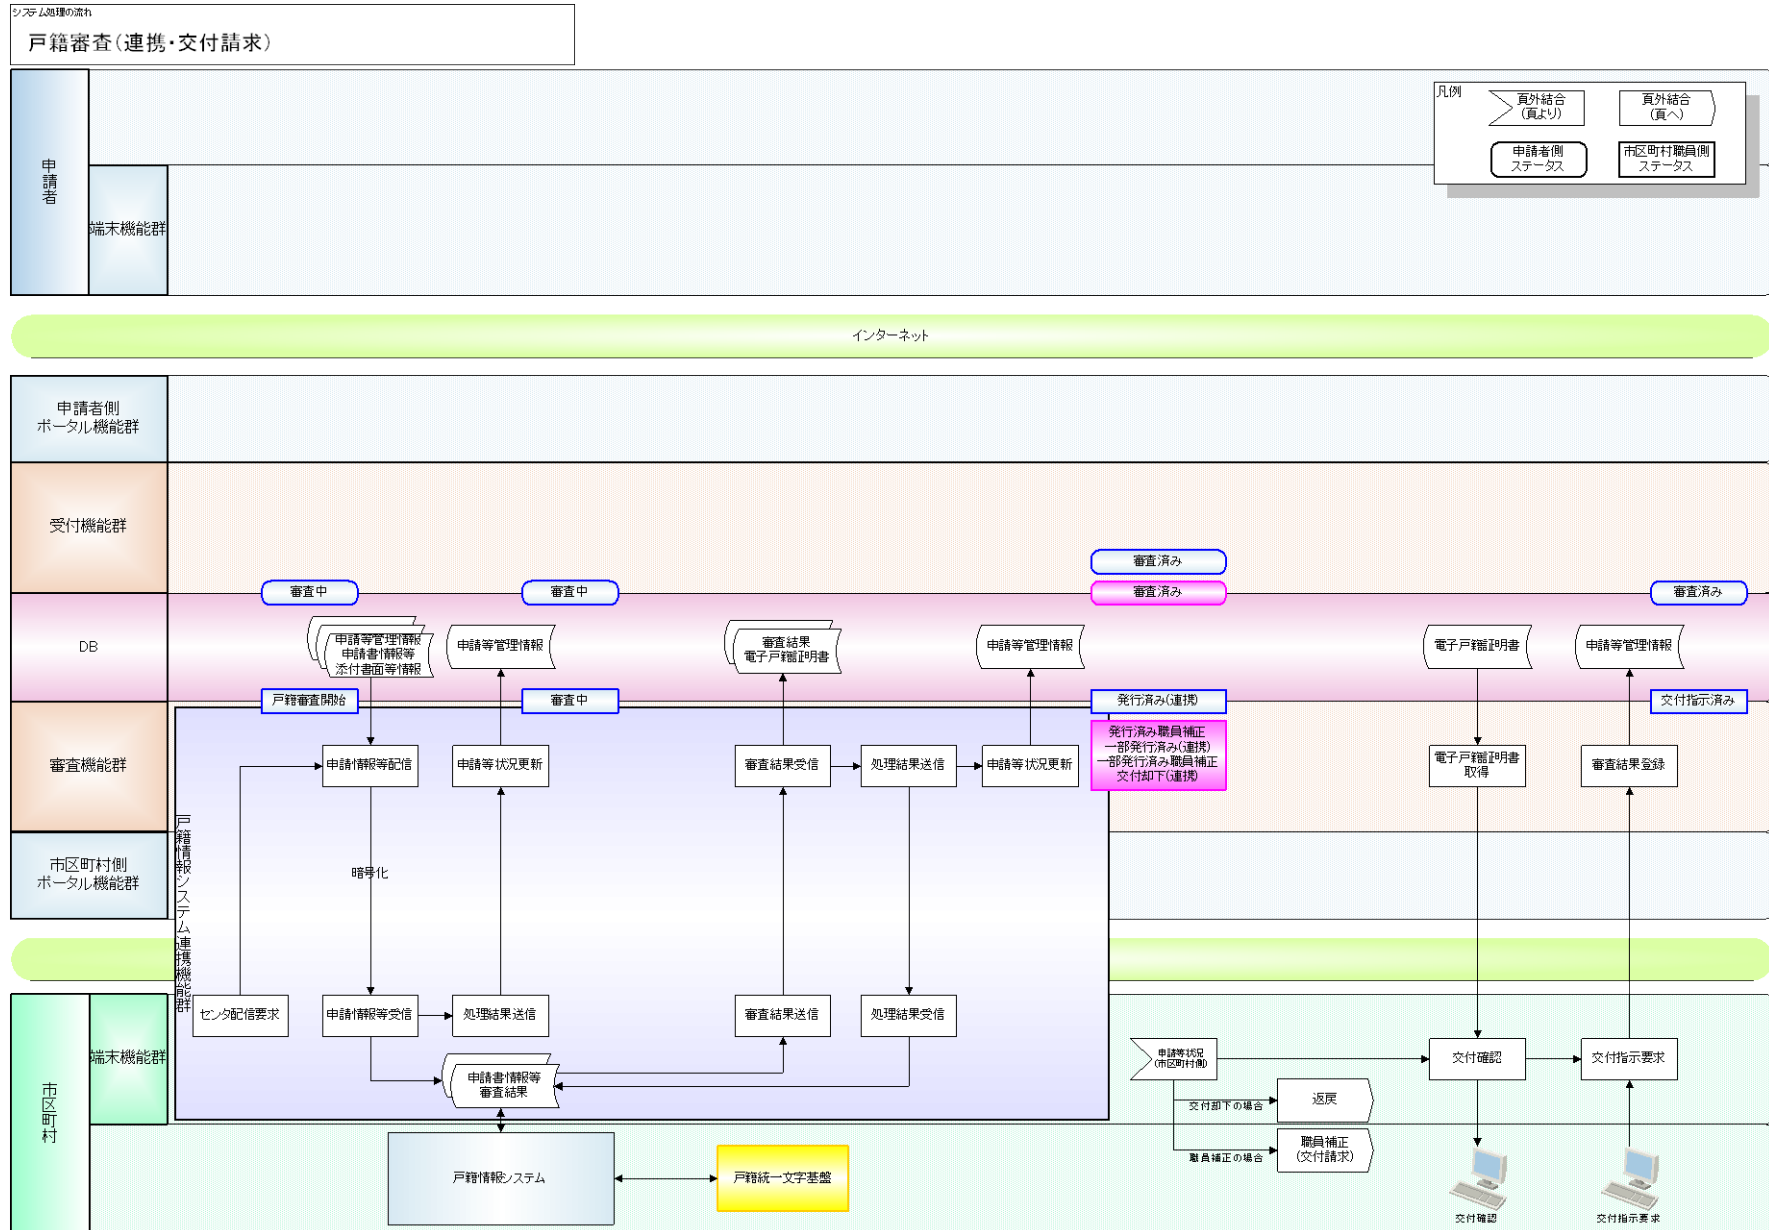 システム処理の流れ
戸籍審査(連携・交付請求)
凡例
頁外結合
(頁より)
頁外結合
(頁へ)
申請者側
ステータス
市区町村職員側
ステータス
申請者
端末機能群
インターネット
申請者側
ポータル機能群
受付機能群
審査済み
審査中
審査中
審査済み
審査済み
DB
申請等管理情報
申請書情報等
添付書面等情報
申請等管理情報
審査結果
電子戸籍証明書
申請等管理情報
電子戸籍証明書
申請等管理情報
戸籍審査開始
審査中
発行済み(連携)
交付指示済み
審査機能群
発行済み職員補正
一部発行済み(連携)
一部発行済み職員補正
交付却下(連携)
申請情報等配信
申請等状況更新
審査結果受信
処理結果送信
申請等状況更新
電子戸籍証明書
取得
審査結果登録
戸籍情報システム連携機能群
市区町村側
ポータル機能群
暗号化
市区町村
端末機能群
センタ配信要求
申請情報等受信
処理結果送信
審査結果送信
処理結果受信
申請書情報等
審査結果
申請等状況
(市区町村側)
交付確認
交付指示要求
交付却下の場合
返戻
職員補正の場合
職員補正
(交付請求)
戸籍情報システム
戸籍統一文字基盤
交付確認
交付指示要求